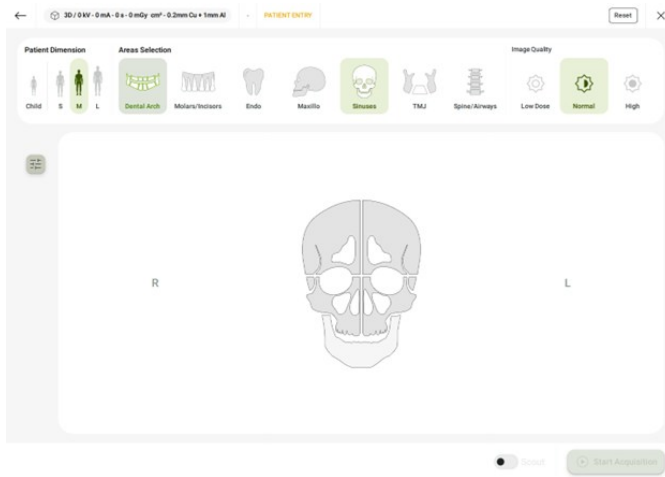 3D / 0 kV - 0 mA - 0 s - 0 mGy cm² - 0.2mm Cu + 1mm Al - PATIENT ENTRY Reset
Patient Dimension Areas Selection Image Quality
Child S M L Dental Arch Molars/Incisors Endo Maxillo Sinuses TMJ Spine/Airways Low Dose Normal High
R L
Scout Start Acquisition